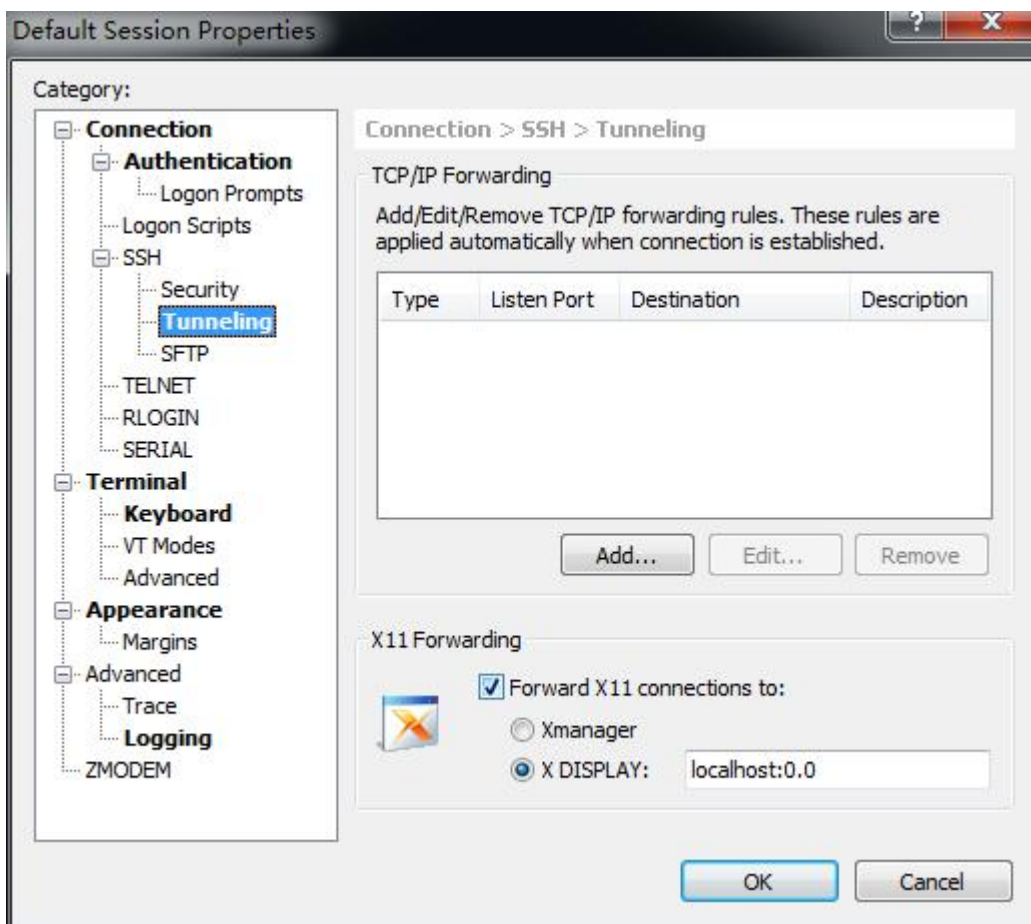 Default Session Properties
?
X
Category:
Connection
Authentication
Logon Prompts
Logon Scripts
SSH
Security
Tunneling
SFTP
TELNET
RLOGIN
SERIAL
Terminal
Keyboard
VT Modes
Advanced
Appearance
Margins
Advanced
Trace
Logging
ZMODEM
Connection > SSH > Tunneling
TCP/IP Forwarding
Add/Edit/Remove TCP/IP forwarding rules. These rules are
applied automatically when connection is established.
Type Listen Port Destination Description
Add... Edit... Remove
X11 Forwarding
Forward X11 connections to:
Xmanager
X DISPLAY: localhost:0.0
OK Cancel